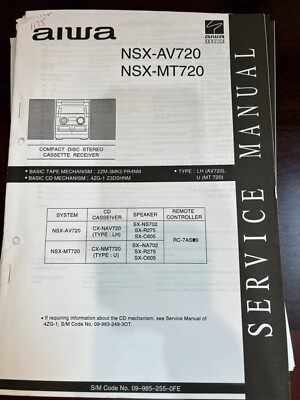 aiwa
aiwa
NSX-AV720
NSX-MT720
SERVICE MANUAL
COMPACT DISC STEREO
CASSETTE RECEIVER
• BASIC TAPE MECHANISM : 2ZM-3MK2 PR4NM
• BASIC CD MECHANISM : 4ZG-1 Z3DSHNM
• TYPE : LH (AV720),
U (MT 720)
SYSTEM
CD CASSEIVER
SPEAKER
REMOTE CONTROLLER
NSX-AV720
CX-NAV720
(TYPE : LH)
SX-NS702
SX-R275
SX-C605
NSX-MT720
CX-NMT720
(TYPE : U)
SX-NA702
SX-R275
SX-C605
• If requiring information about the CD mechanism, see Service Manual of
4ZG-1, S/M Code No. 09-983-249-3OT.
S/M Code No. 09-985-255-0FE